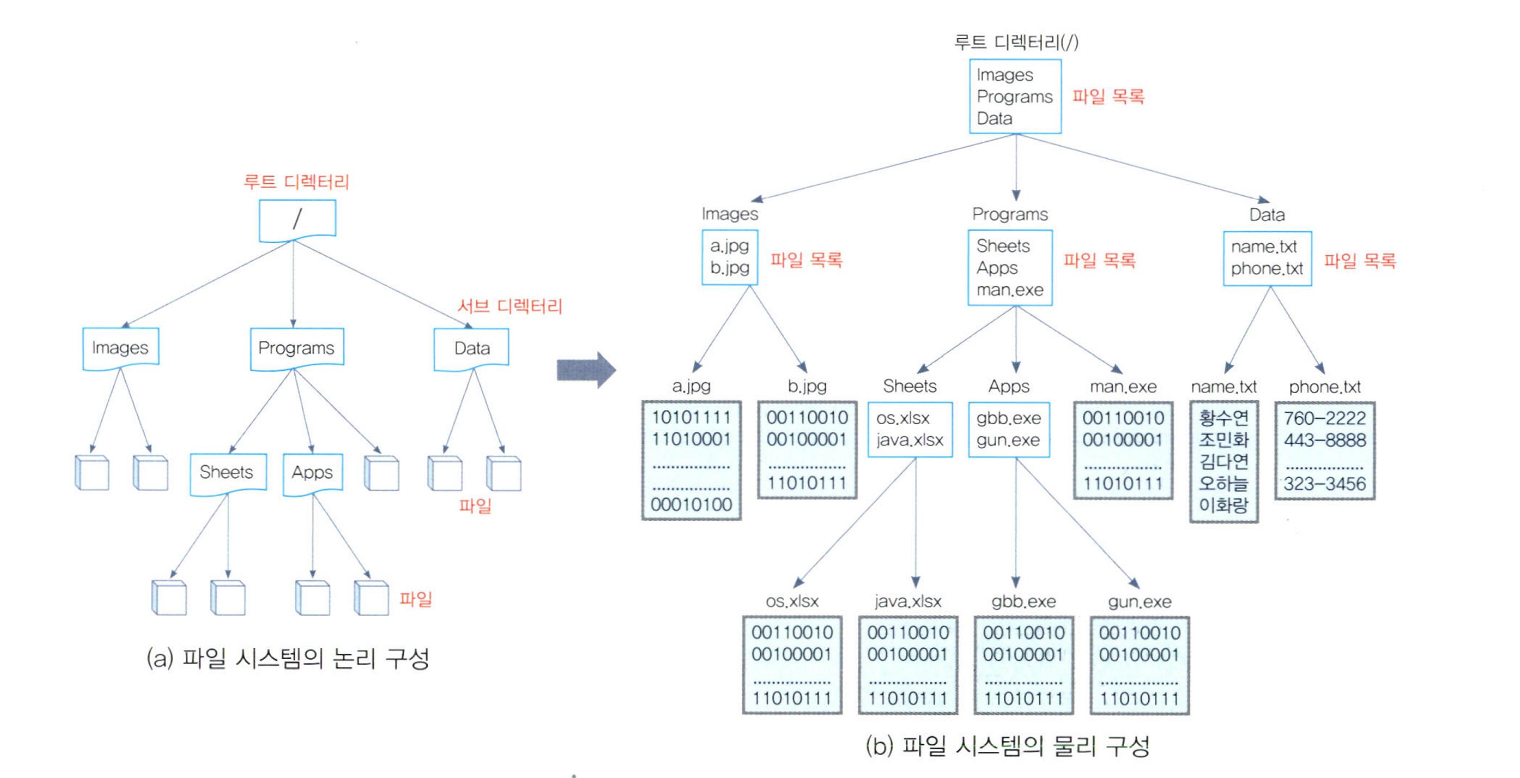 루트 디렉터리
/
서브 디렉터리
Images
Programs
Data
Sheets
Apps
파일
파일
(a) 파일 시스템의 논리 구성
루트 디렉터리(/)
Images
Programs
Data
파일 목록
Images
a.jpg
b.jpg
파일 목록
Programs
Sheets
Apps
man.exe
파일 목록
Data
name.txt
phone.txt
파일 목록
a.jpg
10101111
11010001
................
................
00010100
b.jpg
00110010
00100001
................
11010111
Sheets
os.xlsx
java.xlsx
Apps
gbb.exe
gun.exe
man.exe
00110010
00100001
................
11010111
name.txt
황수연
조민화
김다연
오하늘
이화랑
phone.txt
760-2222
443-8888
................
323-3456
os.xlsx
00110010
00100001
................
11010111
java.xlsx
00110010
00100001
................
11010111
gbb.exe
00110010
00100001
................
11010111
gun.exe
00110010
00100001
................
11010111
(b) 파일 시스템의 물리 구성